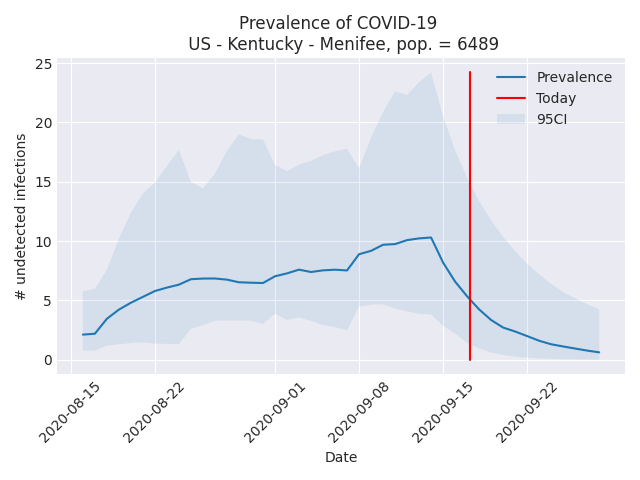 Prevalence of COVID-19
US - Kentucky - Menifee, pop. = 6489
# undetected infections
25
20
15
10
5
0
Prevalence
Today
95CI
2020-08-15
2020-08-22
2020-09-01
2020-09-08
2020-09-15
2020-09-22
Date